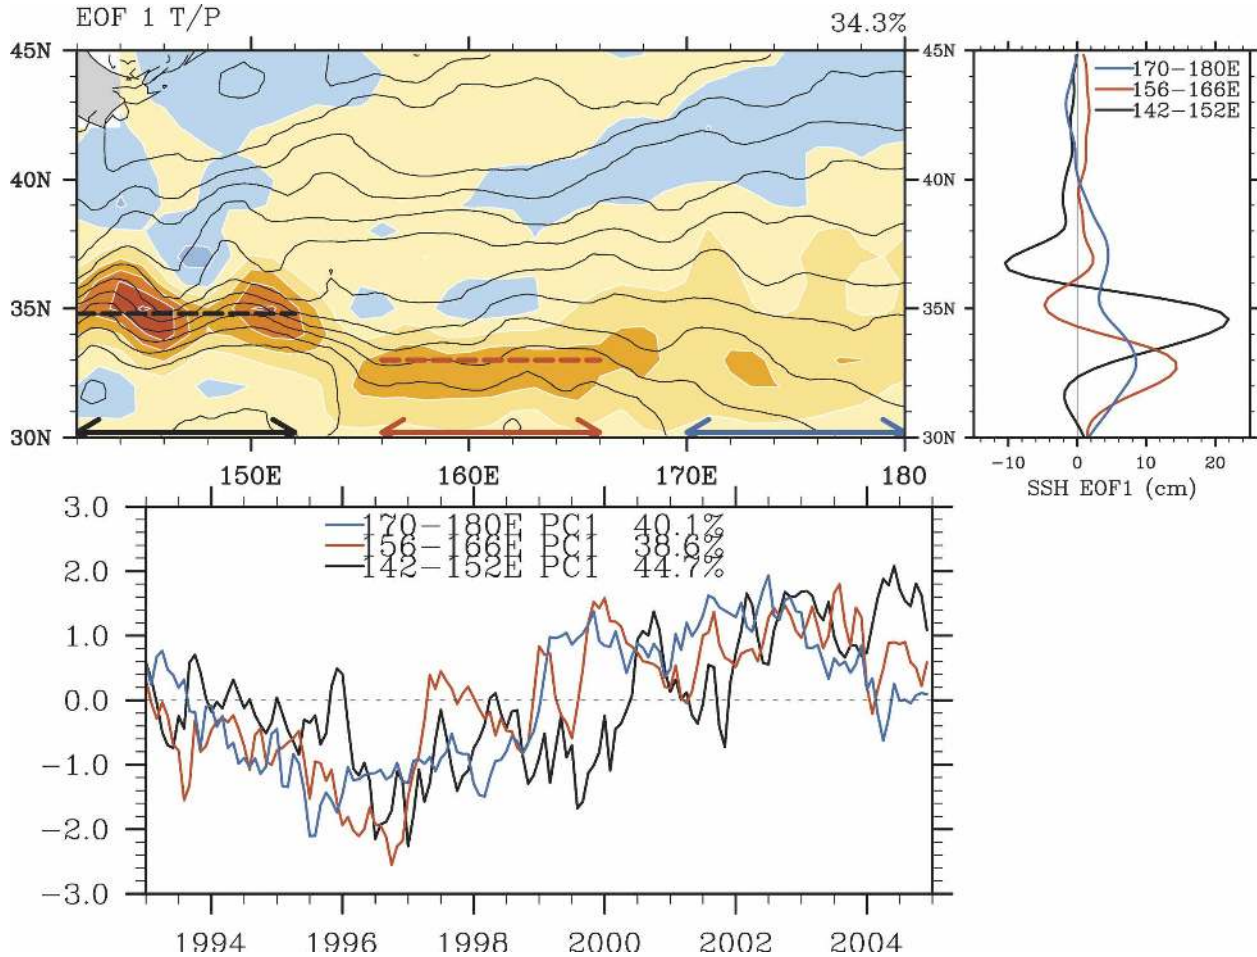 EOF 1 T/P 34.3%
45N
40N
35N
30N
150E 160E 170E 180
45N
40N
35N
30N
170-180E
156-166E
142-152E
-10 0 10 20
SSH EOF1 (cm)
3.0
2.0
1.0
0.0
-1.0
-2.0
-3.0
170-180E PC1 40.1%
156-166E PC1 38.6%
142-152E PC1 44.7%
1994 1996 1998 2000 2002 2004